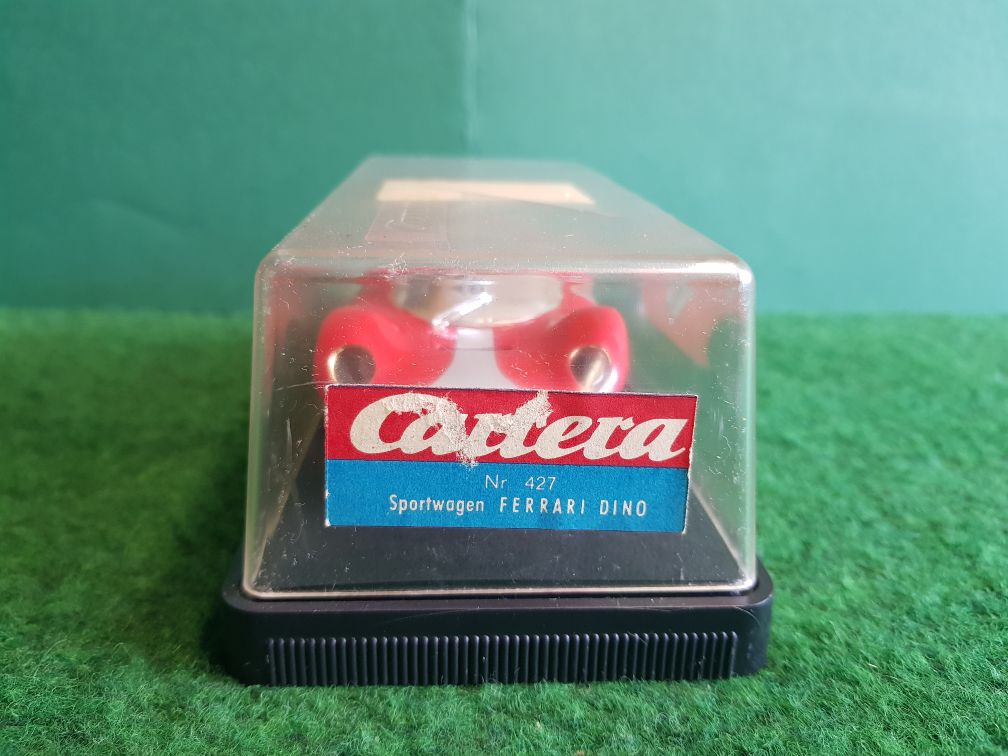 Carrera
Nr 427
Sportwagen FERRARI DINO